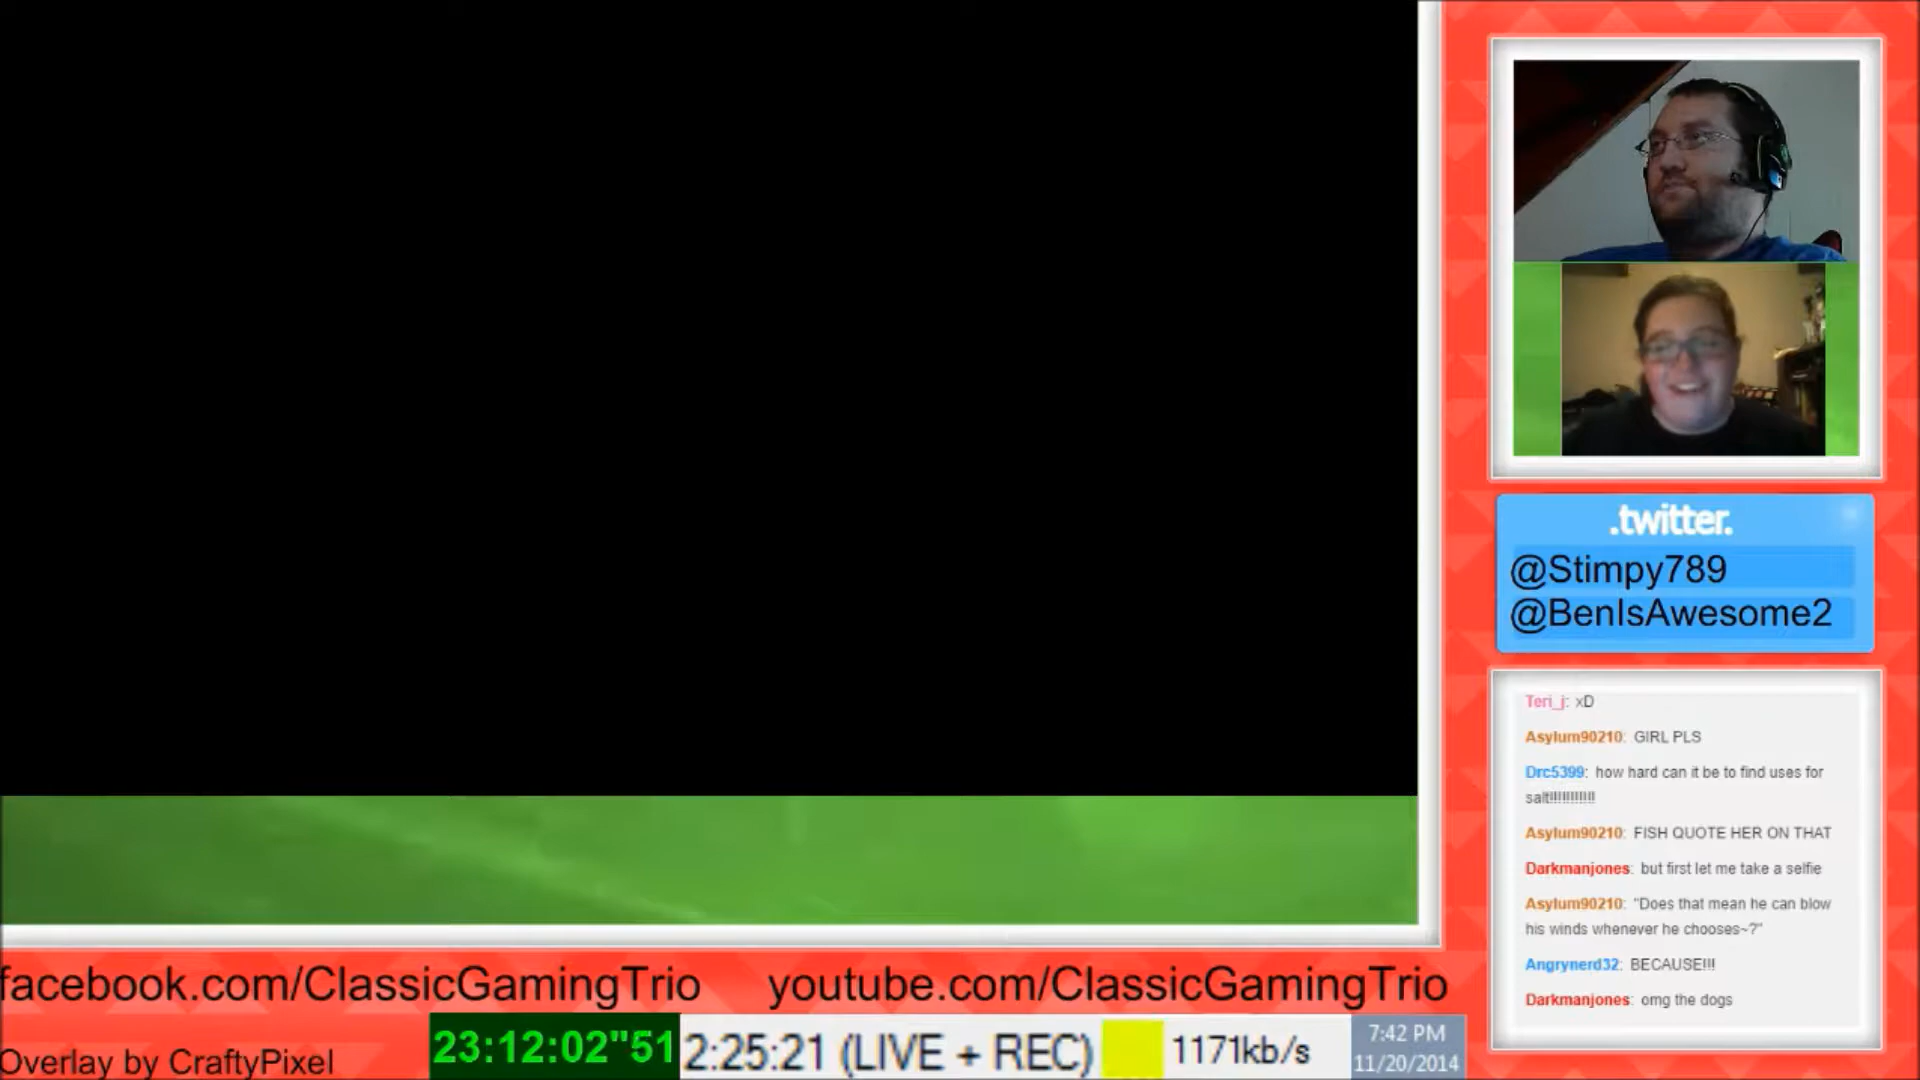 .twitter.
@Stimpy789
@BenIsAwesome2
Teri_j: xD
Asylum90210: GIRL PLS
Drc5399: how hard can it be to find uses for
salt!!!!!!!!!!!!
Asylum90210: FISH QUOTE HER ON THAT
Darkmanjones: but first let me take a selfie
Asylum90210: "Does that mean he can blow
his winds whenever he chooses~?"
Angrynerd32: BECAUSE!!!
Darkmanjones: omg the dogs
facebook.com/ClassicGamingTrio youtube.com/ClassicGamingTrio
Overlay by CraftyPixel
23:12:02"51
2:25:21 (LIVE + REC)
1171kb/s
7:42 PM
11/20/2014